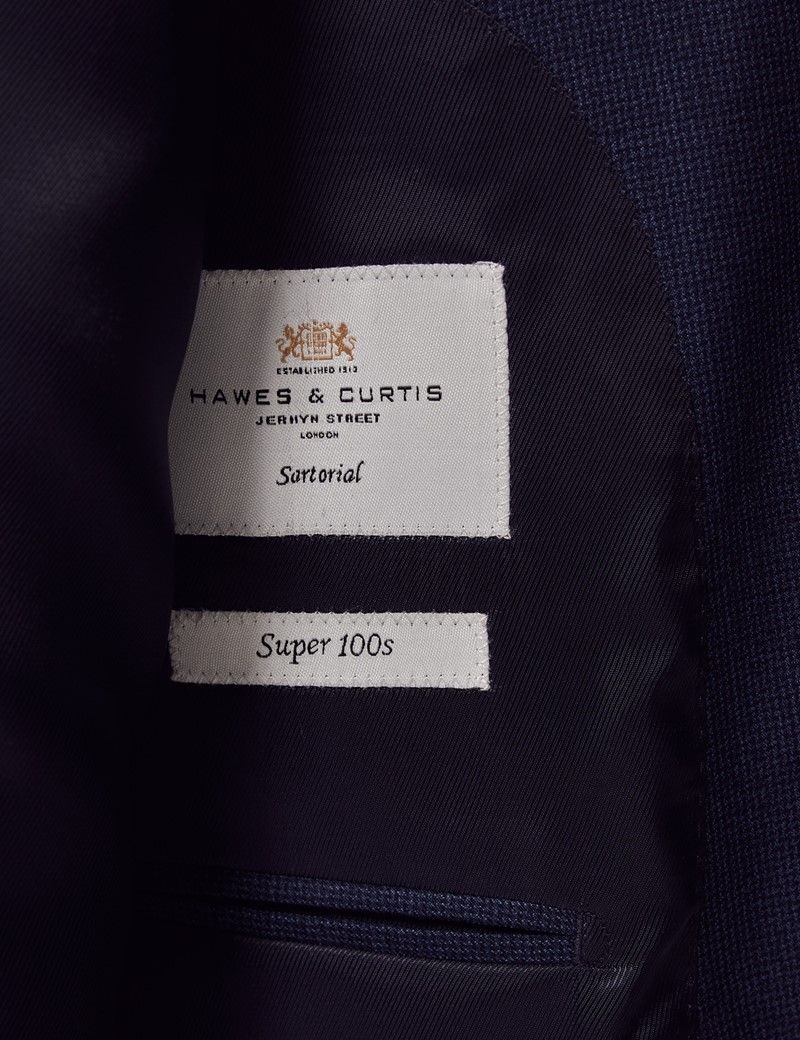 ESTABLISHED 1913
HAWES & CURTIS
JERMYN STREET
LONDON
Sartorial
Super 100s